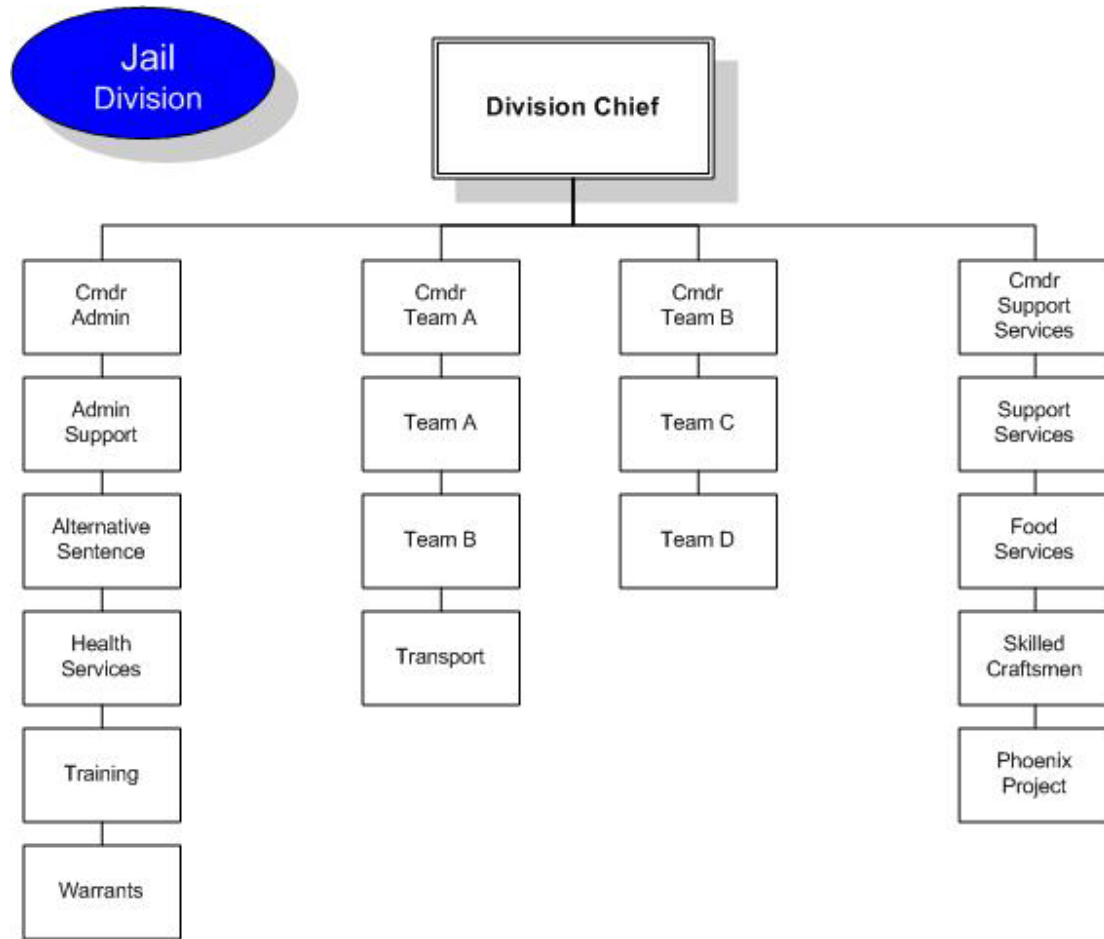 Jail
Division
Division Chief
Cmdr
Admin
Admin
Support
Alternative
Sentence
Health
Services
Training
Warrants
Cmdr
Team A
Team A
Team B
Transport
Cmdr
Team B
Team C
Team D
Cmdr
Support
Services
Support
Services
Food
Services
Skilled
Craftsmen
Phoenix
Project